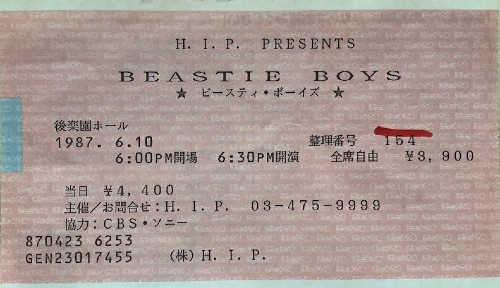 H.I.P. PRESENTS
BEASTIE BOYS
★ ビースティ・ボーイズ ★
後楽園ホール
1987. 6.10 整理番号 154
6:00PM開場 6:30PM開演 全席自由 ¥3,900
当日 ¥4,400
主催/お問合せ:H.I.P. 03-475-9999
協力:CBS・ソニー
870423 6253
GEN23017455 (株)H.I.P.